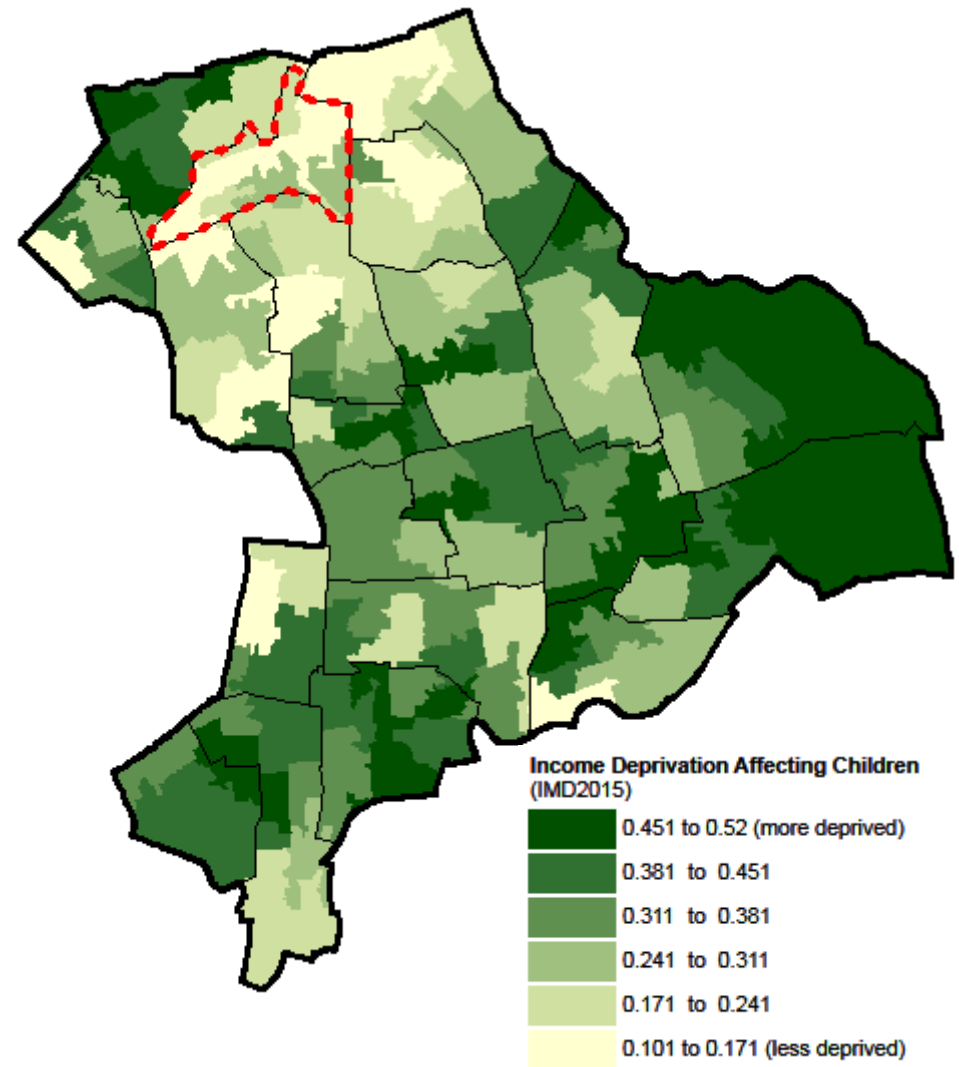 Income Deprivation Affecting Children
(IMD2015)
0.451 to 0.52 (more deprived)
0.381 to 0.451
0.311 to 0.381
0.241 to 0.311
0.171 to 0.241
0.101 to 0.171 (less deprived)